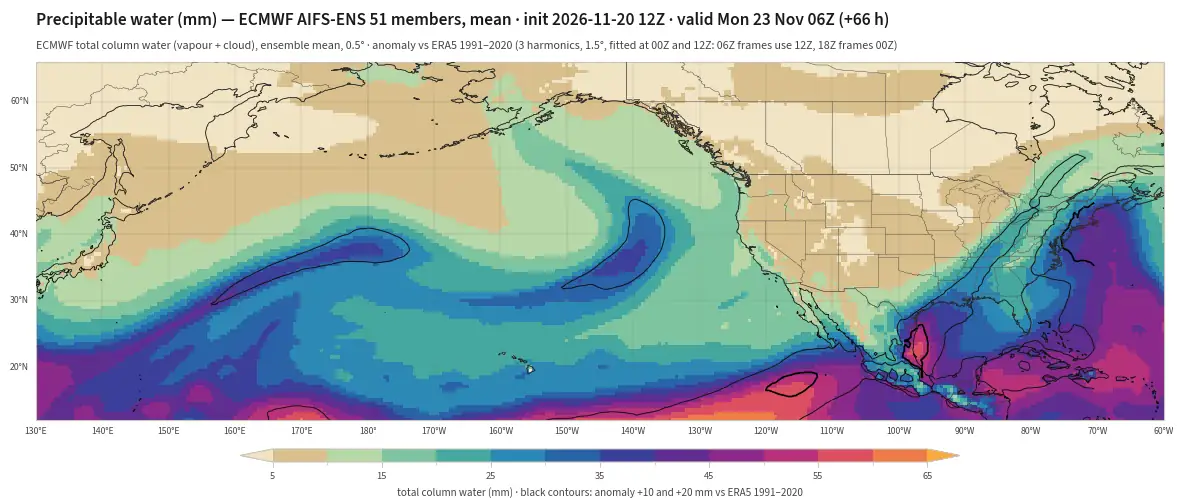 Precipitable water (mm) — ECMWF AIFS-ENS 51 members, mean · init 2026-11-20 12Z · valid Mon 23 Nov 06Z (+66 h)
ECMWF total column water (vapour + cloud), ensemble mean, 0.5° · anomaly vs ERA5 1991–2020 (3 harmonics, 1.5°, fitted at 00Z and 12Z: 06Z frames use 12Z, 18Z frames 00Z)
60°N
50°N
40°N
30°N
20°N
130°E 140°E 150°E 160°E 170°E 180° 170°W 160°W 150°W 140°W 130°W 120°W 110°W 100°W 90°W 80°W 70°W 60°W
5 15 25 35 45 55 65
total column water (mm) · black contours: anomaly +10 and +20 mm vs ERA5 1991–2020